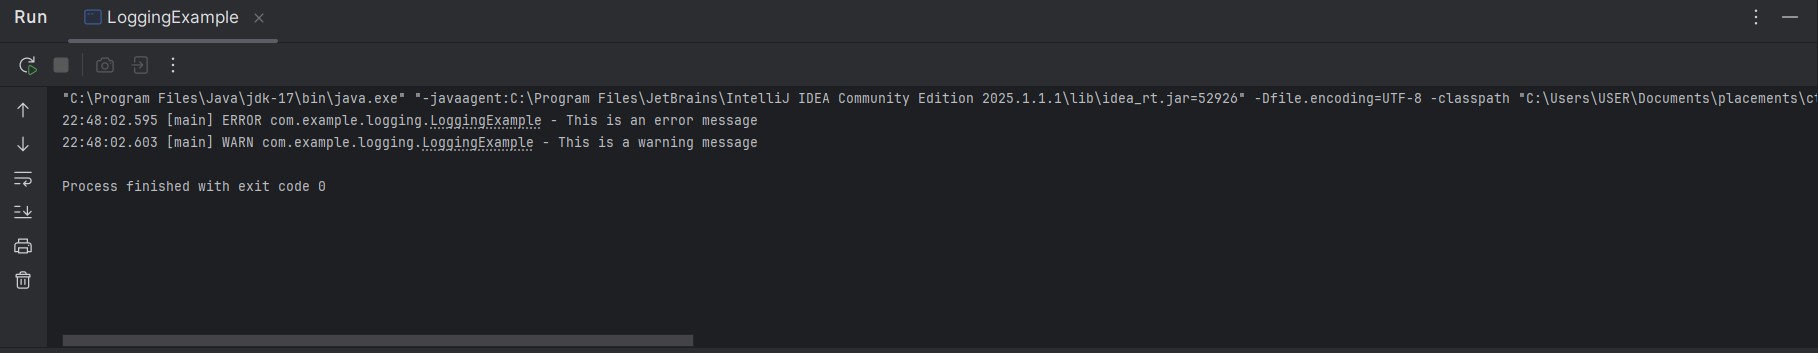 Run LoggingExample
"C:\Program Files\Java\jdk-17\bin\java.exe" "-javaagent:C:\Program Files\JetBrains\IntelliJ IDEA Community Edition 2025.1.1.1\lib\idea_rt.jar=52926" -Dfile.encoding=UTF-8 -classpath "C:\Users\USER\Documents\placements\ct
22:48:02.595 [main] ERROR com.example.logging.LoggingExample - This is an error message
22:48:02.603 [main] WARN com.example.logging.LoggingExample - This is a warning message
Process finished with exit code 0